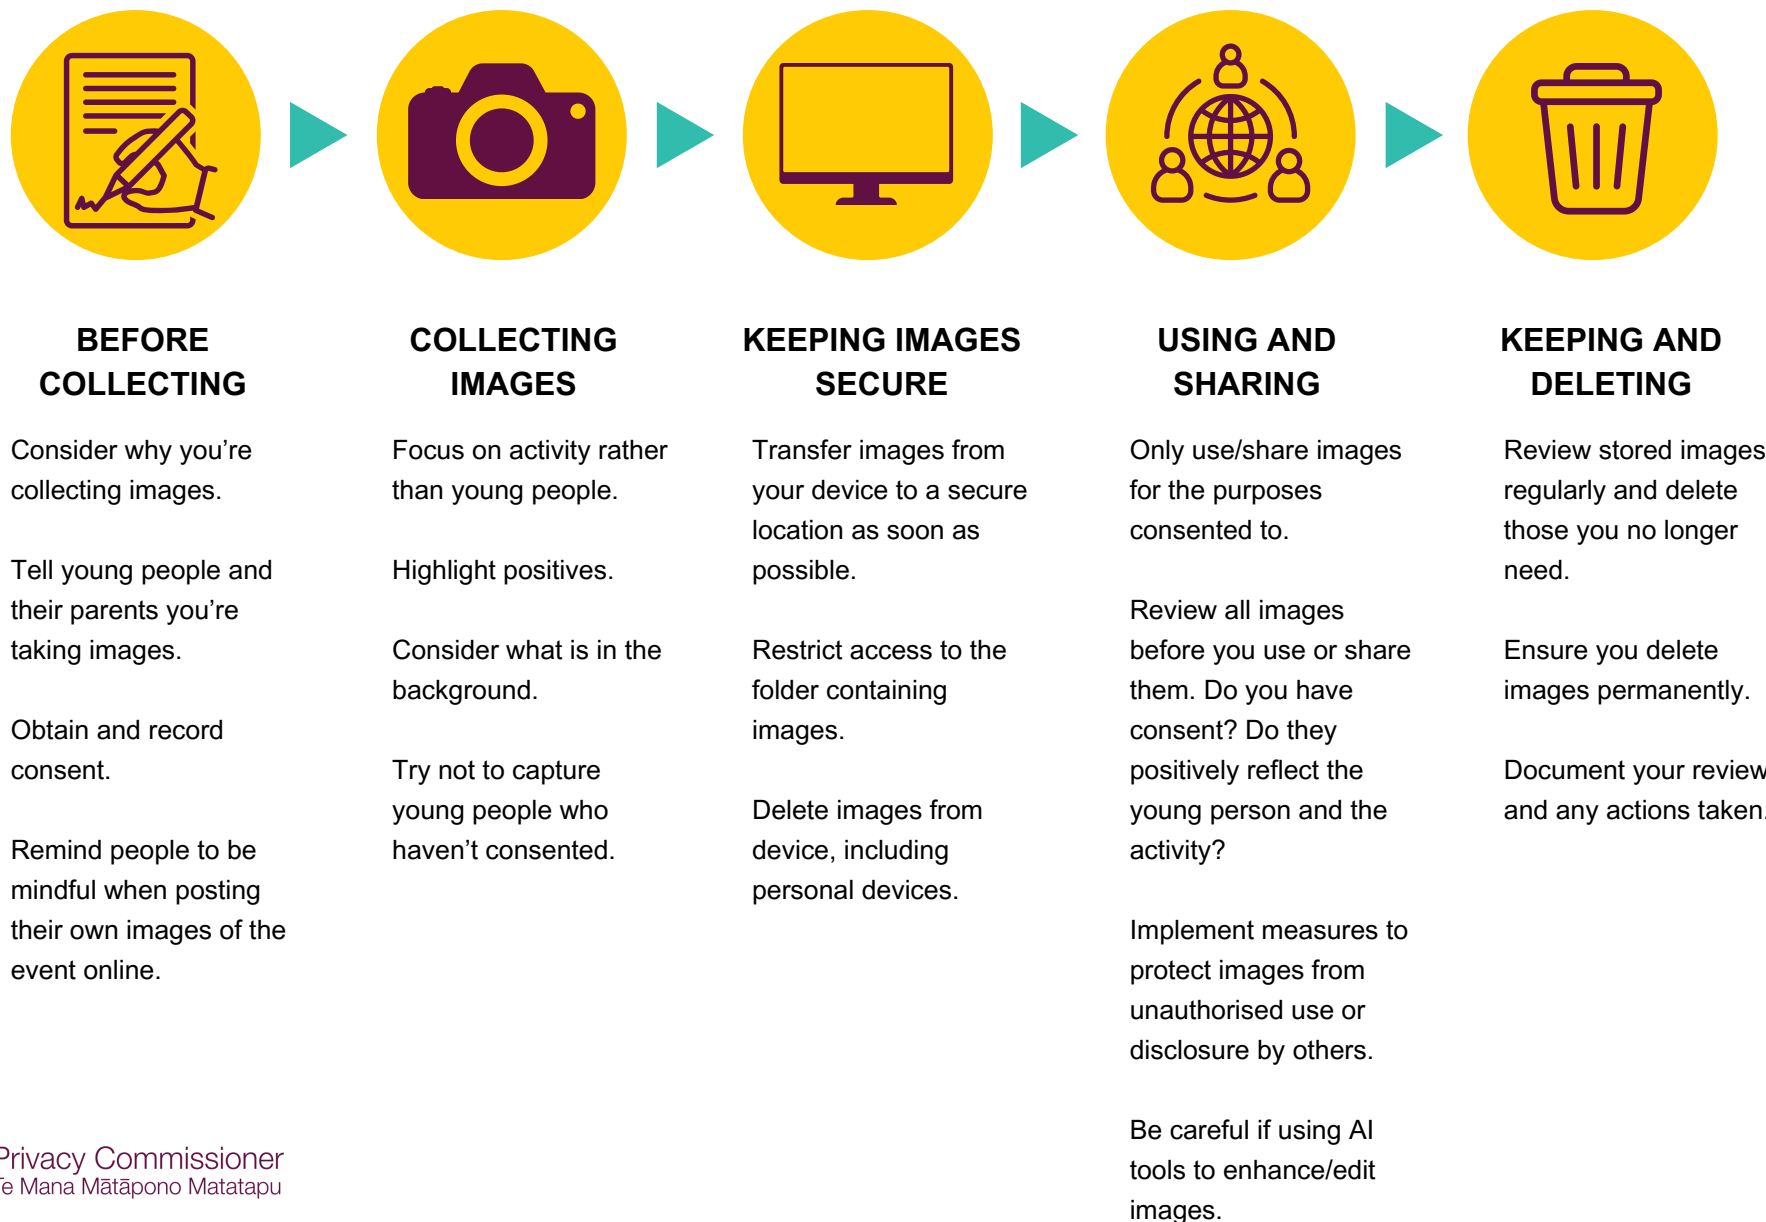 BEFORE
COLLECTING
Consider why you’re
collecting images.
Tell young people and
their parents you’re
taking images.
Obtain and record
consent.
Remind people to be
mindful when posting
their own images of the
event online.
COLLECTING
IMAGES
Focus on activity rather
than young people.
Highlight positives.
Consider what is in the
background.
Try not to capture
young people who
haven’t consented.
KEEPING IMAGES
SECURE
Transfer images from
your device to a secure
location as soon as
possible.
Restrict access to the
folder containing
images.
Delete images from
device, including
personal devices.
USING AND
SHARING
Only use/share images
for the purposes
consented to.
Review all images
before you use or share
them. Do you have
consent? Do they
positively reflect the
young person and the
activity?
Implement measures to
protect images from
unauthorised use or
disclosure by others.
Be careful if using AI
tools to enhance/edit
images.
KEEPING AND
DELETING
Review stored images
regularly and delete
those you no longer
need.
Ensure you delete
images permanently.
Document your review
and any actions taken.
Privacy Commissioner
Te Mana Mātāpono Matatapu